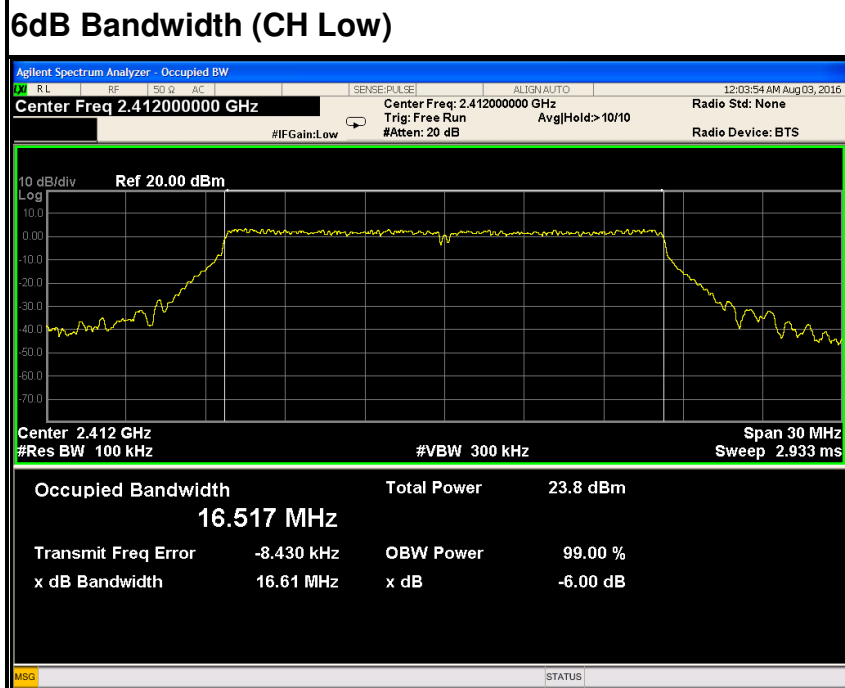 6dB Bandwidth (CH Low)
Agilent Spectrum Analyzer - Occupied BW
LXI RL RF 50 Ω AC SENSE:PULSE ALIGN AUTO 12:03:54 AM Aug 03, 2016
Center Freq 2.412000000 GHz Center Freq: 2.412000000 GHz Radio Std: None
Trig: Free Run Avg|Hold:>10/10
#IFGain:Low #Atten: 20 dB Radio Device: BTS
10 dB/div Ref 20.00 dBm
Log
10.0
0.00
-10.0
-20.0
-30.0
-40.0
-50.0
-60.0
-70.0
Center 2.412 GHz Span 30 MHz
#Res BW 100 kHz #VBW 300 kHz Sweep 2.933 ms
Occupied Bandwidth Total Power 23.8 dBm
16.517 MHz
Transmit Freq Error -8.430 kHz OBW Power 99.00 %
x dB Bandwidth 16.61 MHz x dB -6.00 dB
MSG STATUS